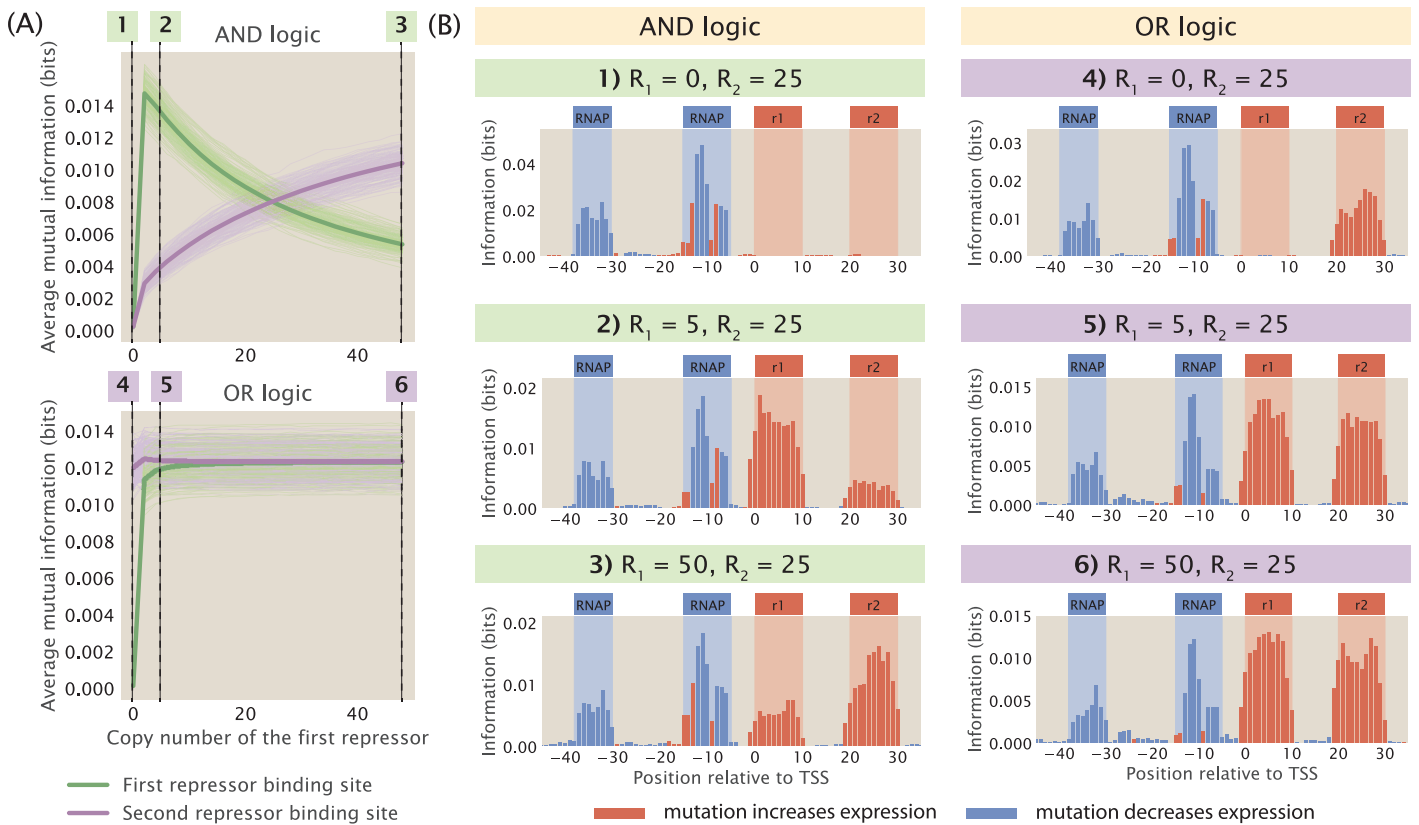 (A)
1 2 3
AND logic
Average mutual information (bits)
0.014
0.012
0.010
0.008
0.006
0.004
0.002
0.000
0 20 40
4 5 6
OR logic
Average mutual information (bits)
0.014
0.012
0.010
0.008
0.006
0.004
0.002
0.000
0 20 40
Copy number of the first repressor
First repressor binding site
Second repressor binding site
(B)
AND logic
1) R1 = 0, R2 = 25
RNAP RNAP r1 r2
Information (bits)
0.04
0.02
0.00
−40 −30 −20 −10 0 10 20 30
2) R1 = 5, R2 = 25
RNAP RNAP r1 r2
Information (bits)
0.02
0.01
0.00
−40 −30 −20 −10 0 10 20 30
3) R1 = 50, R2 = 25
RNAP RNAP r1 r2
Information (bits)
0.02
0.01
0.00
−40 −30 −20 −10 0 10 20 30
Position relative to TSS
OR logic
4) R1 = 0, R2 = 25
RNAP RNAP r1 r2
Information (bits)
0.03
0.02
0.01
0.00
−40 −30 −20 −10 0 10 20 30
5) R1 = 5, R2 = 25
RNAP RNAP r1 r2
Information (bits)
0.015
0.010
0.005
0.000
−40 −30 −20 −10 0 10 20 30
6) R1 = 50, R2 = 25
RNAP RNAP r1 r2
Information (bits)
0.015
0.010
0.005
0.000
−40 −30 −20 −10 0 10 20 30
Position relative to TSS
mutation increases expression
mutation decreases expression